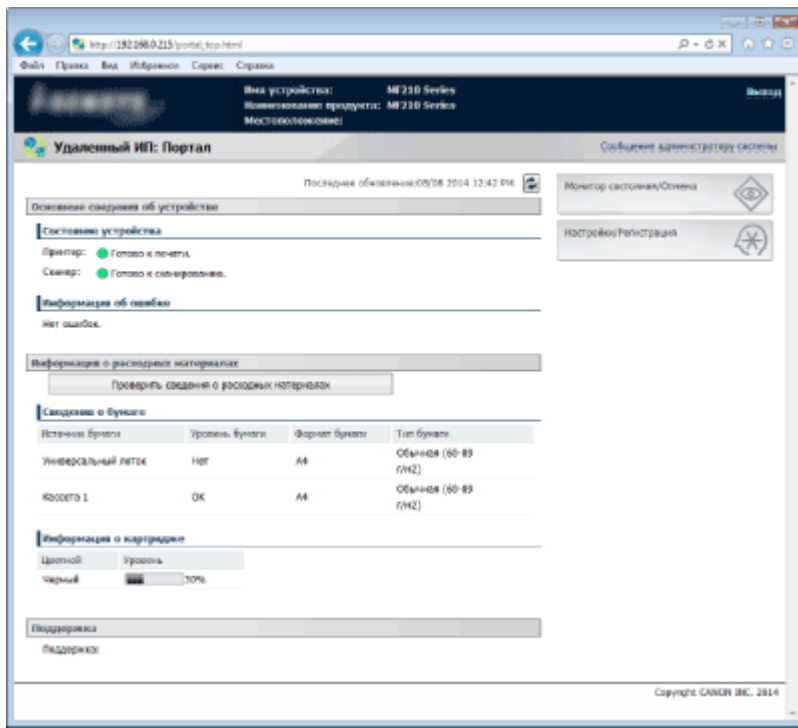 http://192.168.0.215/portal_top.html
Файл Правка Вид Избранное Сервис Справка
Имя устройства: MF210 Series
Наименование продукта: MF210 Series
Местоположение:
Выход
Удаленный ИП: Портал
Сообщение администратору системы
Последнее обновление:08/08 2014 12:42 PM
Монитор состояния/Отмена
Настройки/Регистрация
Основные сведения об устройстве
Состояние устройства
Принтер: Готово к печати.
Сканер: Готово к сканированию.
Информация об ошибке
Нет ошибок.
Информация о расходных материалах
Проверить сведения о расходных материалах
Сведения о бумаге
Источник бумаги Уровень бумаги Формат бумаги Тип бумаги
Универсальный лоток Нет A4 Обычная (60-89
г/м2)
Кассета 1 OK A4 Обычная (60-89
г/м2)
Информация о картридже
Цветной Уровень
Черный 30%
Поддержка
Поддержка:
Copyright CANON INC. 2014